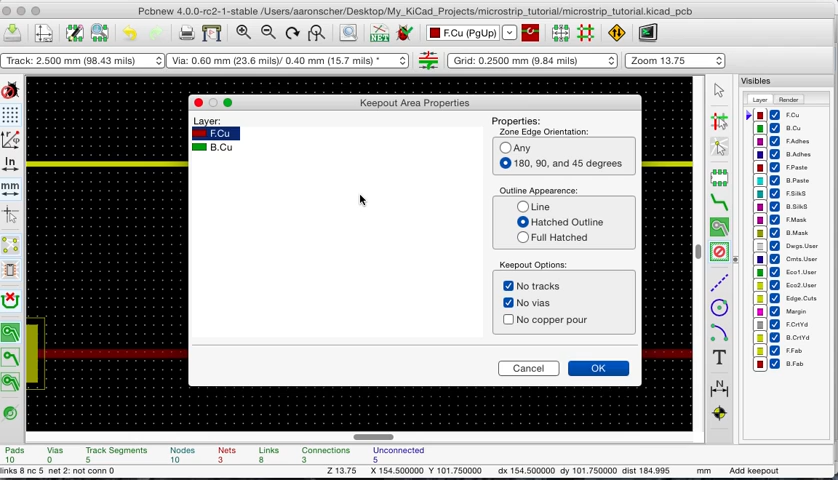 Pcbnew 4.0.0-rc2-1-stable /Users/aaronscher/Desktop/My_KiCad_Projects/microstrip_tutorial/microstrip_tutorial.kicad_pcb
NET
F.Cu (PgUp)
Track: 2.500 mm (98.43 mils)
Via: 0.60 mm (23.6 mils)/ 0.40 mm (15.7 mils) *
Grid: 0.2500 mm (9.84 mils)
Zoom 13.75
In
mm
Keepout Area Properties
Layer:
F.Cu
B.Cu
Properties:
Zone Edge Orientation:
Any
180, 90, and 45 degrees
Outline Appearance:
Line
Hatched Outline
Full Hatched
Keepout Options:
No tracks
No vias
No copper pour
Cancel
OK
T
N
Visibles
Layer
Render
F.Cu
B.Cu
F.Adhes
B.Adhes
F.Paste
B.Paste
F.SilkS
B.SilkS
F.Mask
B.Mask
Dwgs.User
Cmts.User
Eco1.User
Eco2.User
Edge.Cuts
Margin
F.CrtYd
B.CrtYd
F.Fab
B.Fab
Pads Vias Track Segments Nodes Nets Links Connections Unconnected
10 0 5 10 3 8 3 5
links 8 nc 5 net 2: not conn 0
Z 13.75 X 154.500000 Y 101.750000 dx 154.500000 dy 101.750000 dist 184.995 mm Add keepout